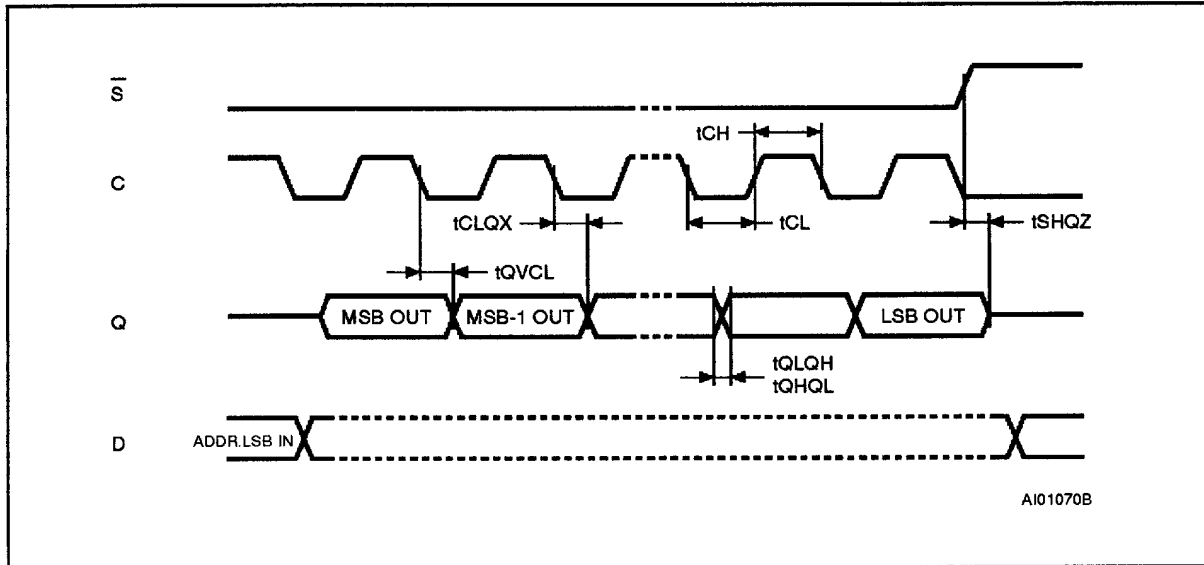 S̅
tCH
C
tCLQX
tCL
tSHQZ
tQVCL
Q
MSB OUT
MSB-1 OUT
LSB OUT
tQLQH
tQHQL
D
ADDR.LSB IN
AI01070B